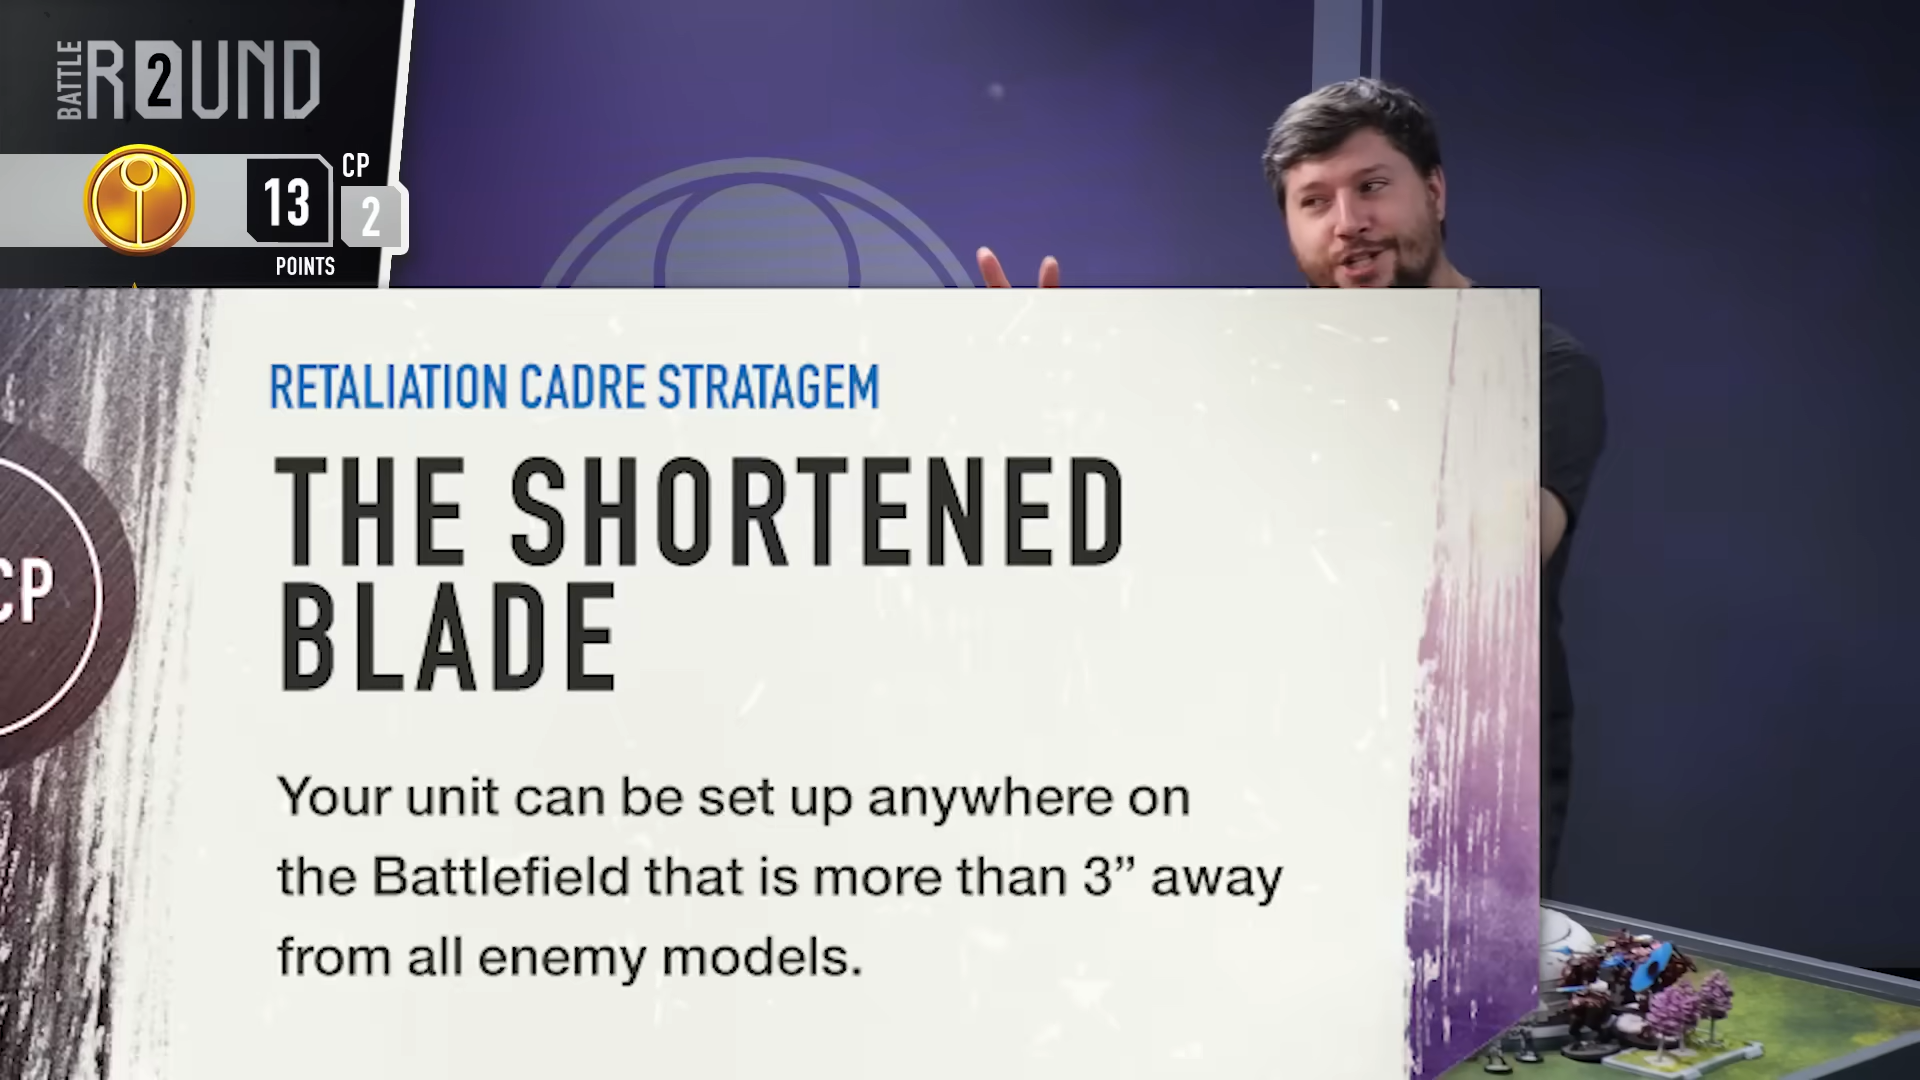 BATTLE
R2UND
13
CP
2
POINTS
CP
RETALIATION CADRE STRATAGEM
THE SHORTENED
BLADE
Your unit can be set up anywhere on
the Battlefield that is more than 3” away
from all enemy models.